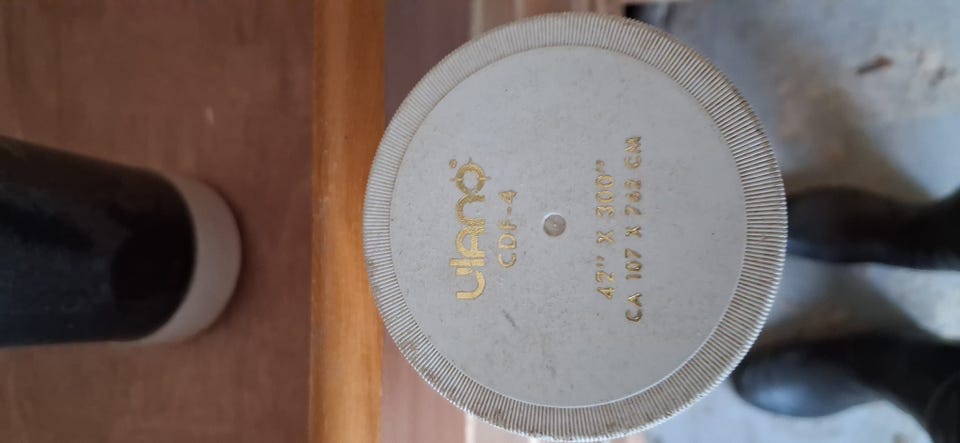 ulano®
CDF-4
42" X 300"
CA 107 X 762 CM